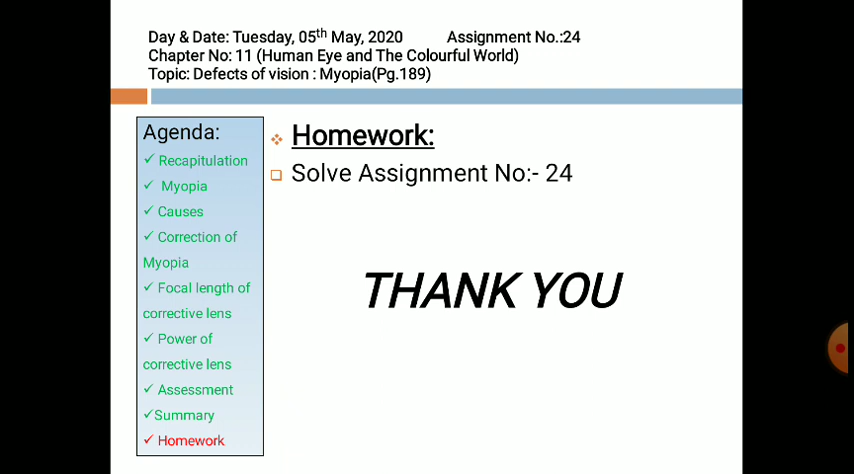 Day & Date: Tuesday, 05th May, 2020 Assignment No.:24
Chapter No: 11 (Human Eye and The Colourful World)
Topic: Defects of vision : Myopia(Pg.189)
Agenda:
✓ Recapitulation
✓ Myopia
✓ Causes
✓ Correction of
Myopia
✓ Focal length of
corrective lens
✓ Power of
corrective lens
✓ Assessment
✓Summary
✓ Homework
❖ Homework:
❑ Solve Assignment No:- 24
THANK YOU